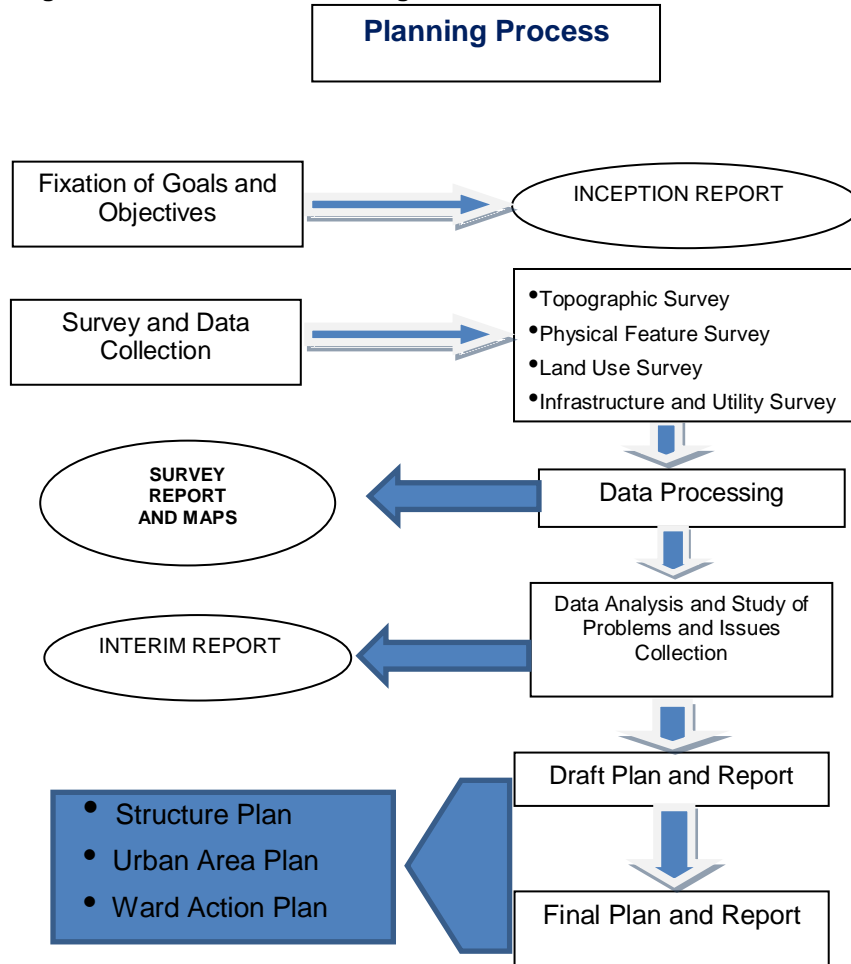 Planning Process
Fixation of Goals and
Objectives
INCEPTION REPORT
Survey and Data
Collection
•Topographic Survey
•Physical Feature Survey
•Land Use Survey
•Infrastructure and Utility Survey
SURVEY
REPORT
AND MAPS
Data Processing
INTERIM REPORT
Data Analysis and Study of
Problems and Issues
Collection
Draft Plan and Report
• Structure Plan
• Urban Area Plan
• Ward Action Plan
Final Plan and Report